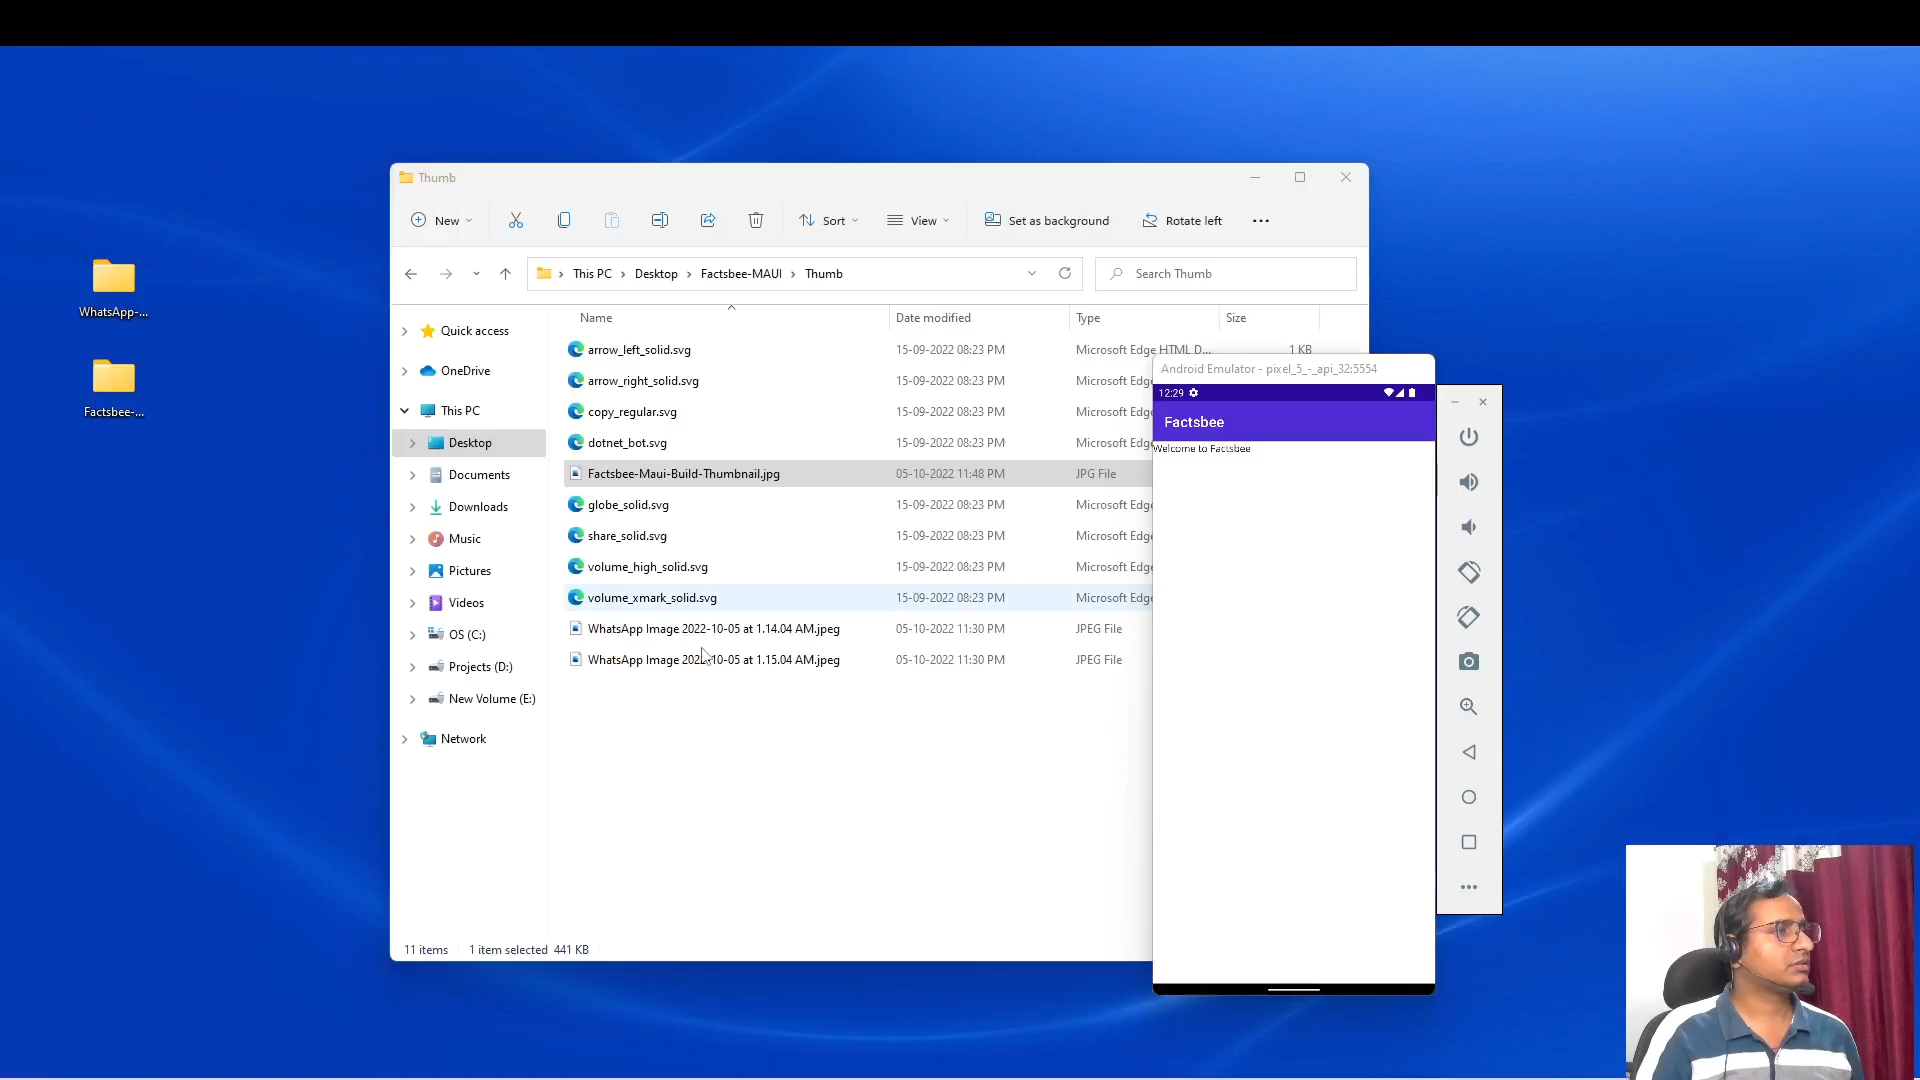 Thumb
New
Sort
View
Set as background
Rotate left
This PC
Desktop
Factsbee-MAUI
Thumb
Search Thumb
WhatsApp-...
Factsbee-...
Quick access
OneDrive
This PC
Desktop
Documents
Downloads
Music
Pictures
Videos
OS (C:)
Projects (D:)
New Volume (E:)
Network
Name Date modified Type Size
arrow_left_solid.svg 15-09-2022 08:23 PM Microsoft Edge HTML D... 1 KB
arrow_right_solid.svg 15-09-2022 08:23 PM Microsoft Edge
copy_regular.svg 15-09-2022 08:23 PM Microsoft Edge
dotnet_bot.svg 15-09-2022 08:23 PM Microsoft Edge
Factsbee-Maui-Build-Thumbnail.jpg 05-10-2022 11:48 PM JPG File
globe_solid.svg 15-09-2022 08:23 PM Microsoft Edge
share_solid.svg 15-09-2022 08:23 PM Microsoft Edge
volume_high_solid.svg 15-09-2022 08:23 PM Microsoft Edge
volume_xmark_solid.svg 15-09-2022 08:23 PM Microsoft Edge
WhatsApp Image 2022-10-05 at 1.14.04 AM.jpeg 05-10-2022 11:30 PM JPEG File
WhatsApp Image 2022-10-05 at 1.15.04 AM.jpeg 05-10-2022 11:30 PM JPEG File
11 items 1 item selected 441 KB
Android Emulator - pixel_5_-_api_32:5554
12:29
Factsbee
Welcome to Factsbee